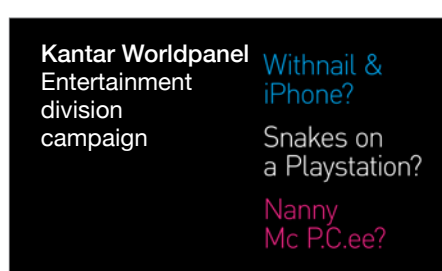 Kantar Worldpanel
Entertainment
division
campaign
Withnail &
iPhone?
Snakes on
a Playstation?
Nanny
Mc P.C.ee?